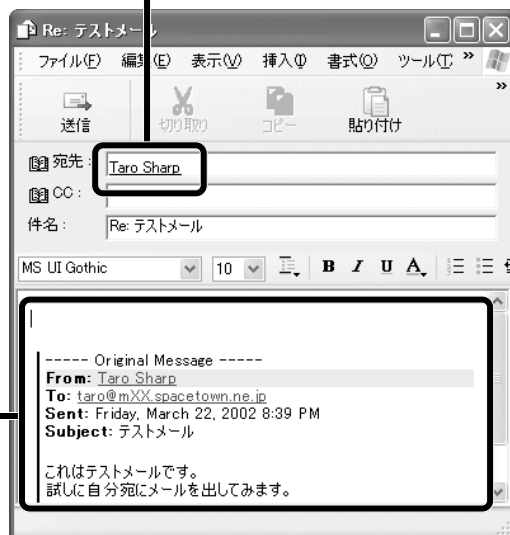 Re: テストメール
ファイル(F) 編集(E) 表示(V) 挿入(I) 書式(O) ツール(T) »
送信 切り取り コピー 貼り付け »
宛先: Taro Sharp
CC:
件名: Re: テストメール
MS UI Gothic 10 B I U A
----- Original Message -----
From: Taro Sharp
To: taro@mXX.spacetown.ne.jp
Sent: Friday, March 22, 2002 8:39 PM
Subject: テストメール
これはテストメールです。
試しに自分宛にメールを出してみます。